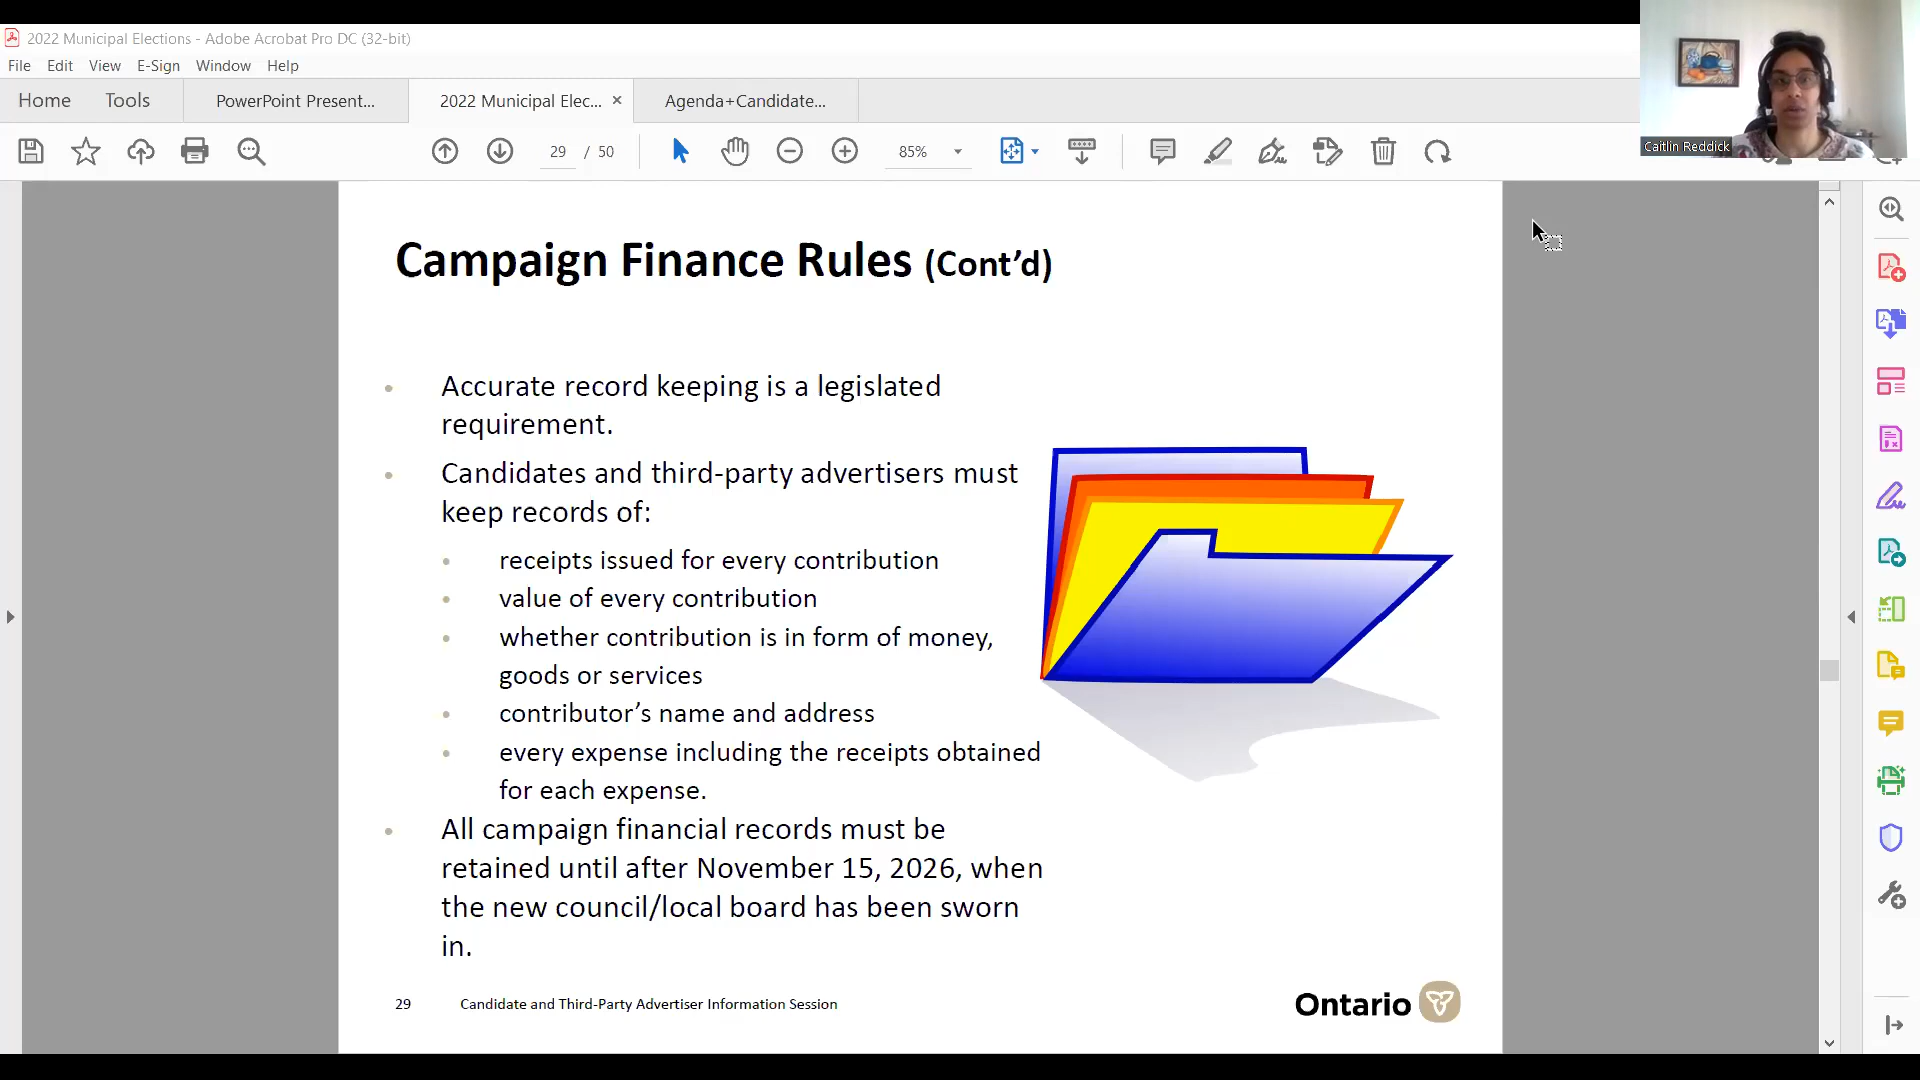 2022 Municipal Elections - Adobe Acrobat Pro DC (32-bit)
File Edit View E-Sign Window Help
Home Tools PowerPoint Present... 2022 Municipal Elec... × Agenda+Candidate...
29 / 50 85%
Caitlin Reddick
Campaign Finance Rules (Cont’d)
• Accurate record keeping is a legislated
requirement.
• Candidates and third-party advertisers must
keep records of:
• receipts issued for every contribution
• value of every contribution
• whether contribution is in form of money,
goods or services
• contributor’s name and address
• every expense including the receipts obtained
for each expense.
• All campaign financial records must be
retained until after November 15, 2026, when
the new council/local board has been sworn
in.
29 Candidate and Third-Party Advertiser Information Session
Ontario